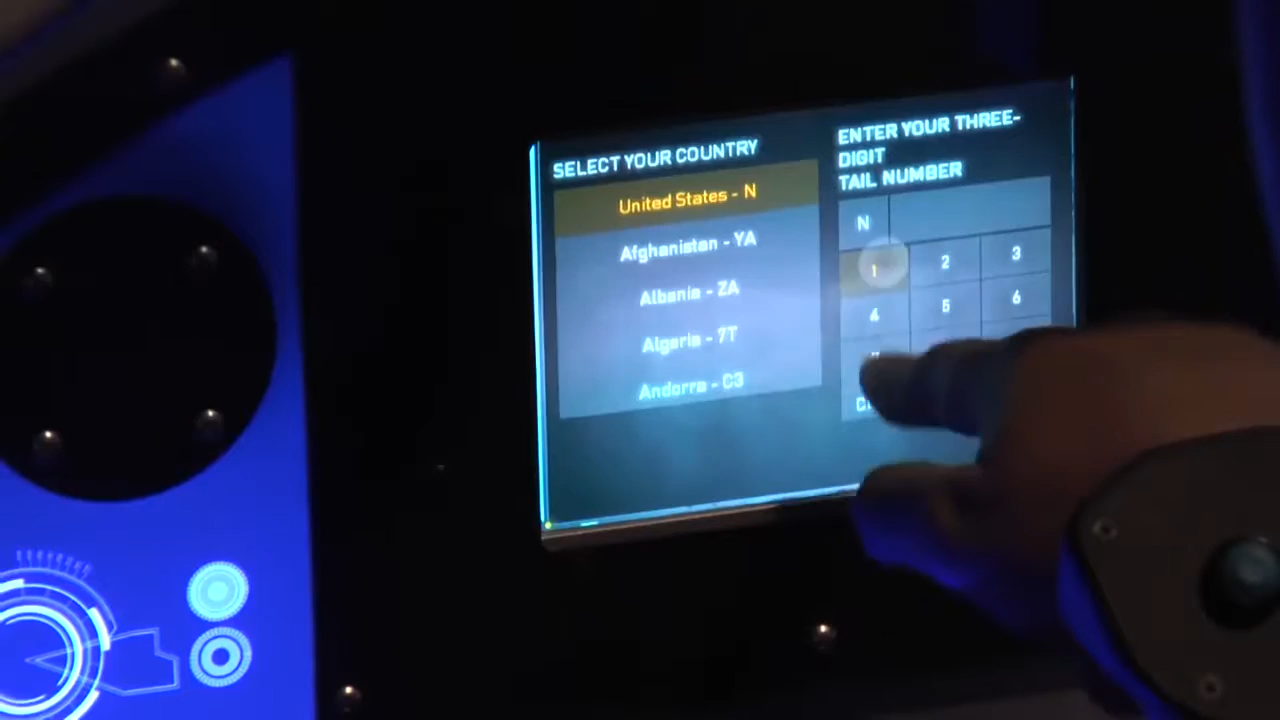 SELECT YOUR COUNTRY
United States - N
Afghanistan - YA
Albania - ZA
Algeria - 7T
Andorra - C3
ENTER YOUR THREE-
DIGIT
TAIL NUMBER
N
1 2 3
4 5 6